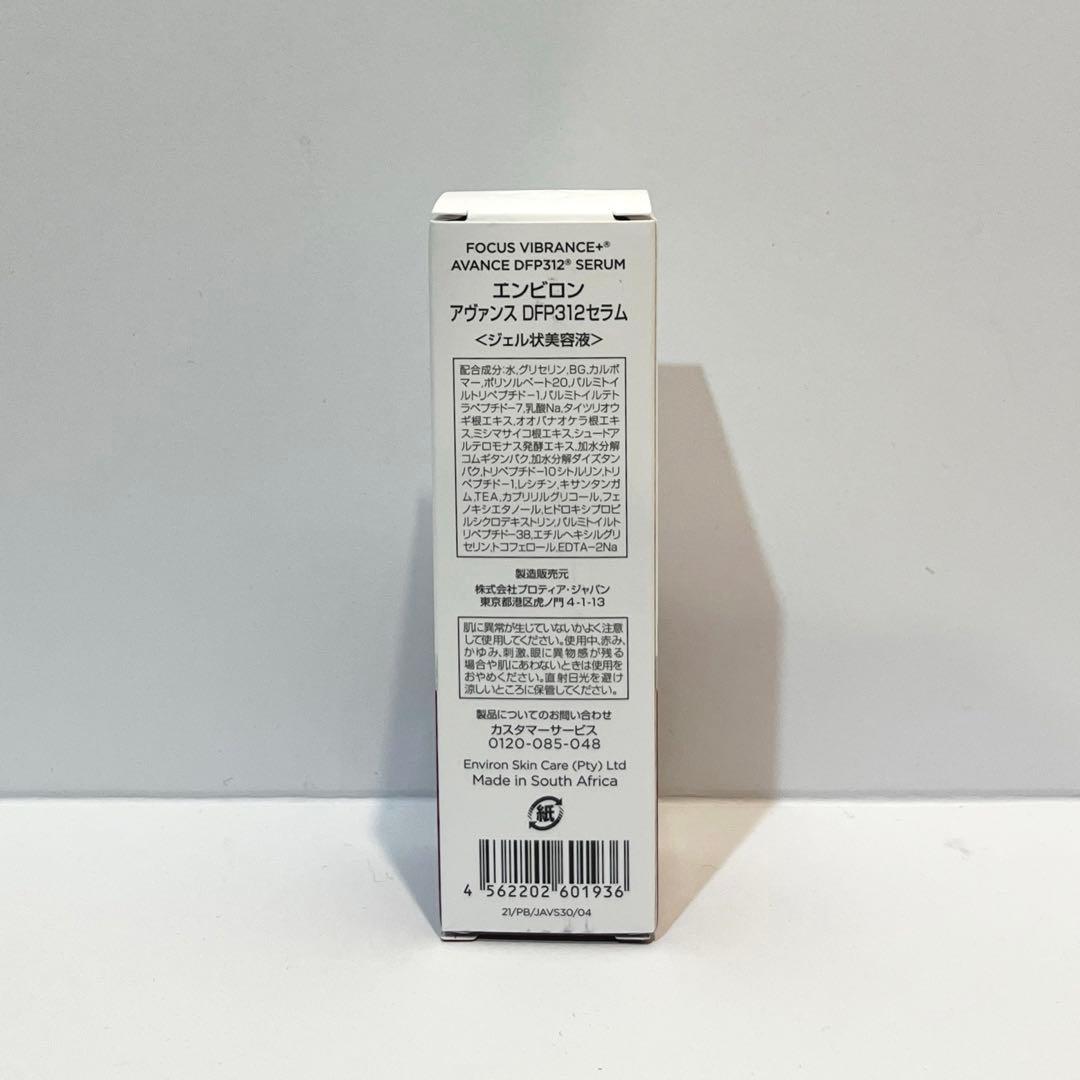 FOCUS VIBRANCE+®
AVANCE DFP312® SERUM
エンビロン
アヴァンス DFP312セラム
<ジェル状美容液>
配合成分:水,グリセリン,BG,カルボ
マー,ポリソルベート20,パルミトイ
ルトリペプチド-1,パルミトイルテト
ラペプチド-7,乳酸Na,タイツリオウ
ギ根エキス,オオバナオケラ根エキ
ス,ミシマサイコ根エキス,シュードア
ルテロモナス発酵エキス,加水分解
コムギタンパク,加水分解ダイズタン
パク,トリペプチド-10シトルリン,トリ
ペプチド-1,レシチン,キサンタンガ
ム,TEA,カプリリルグリコール,フェ
ノキシエタノール,ヒドロキシプロピ
ルシクロデキストリン,パルミトイルト
リペプチド-38,エチルヘキシルグリ
セリン,トコフェロール,EDTA-2Na
製造販売元
株式会社プロティア・ジャパン
東京都港区虎ノ門 4-1-13
肌に異常が生じていないかよく注意
して使用してください。使用中、赤み、
かゆみ、刺激、眼に異物感が残る
場合や肌にあわないときは使用を
おやめください。直射日光を避け
涼しいところに保管してください。
製品についてのお問い合わせ
カスタマーサービス
0120-085-048
Environ Skin Care (Pty) Ltd
Made in South Africa
紙
4 562202 601936
21/PB/JAVS30/04